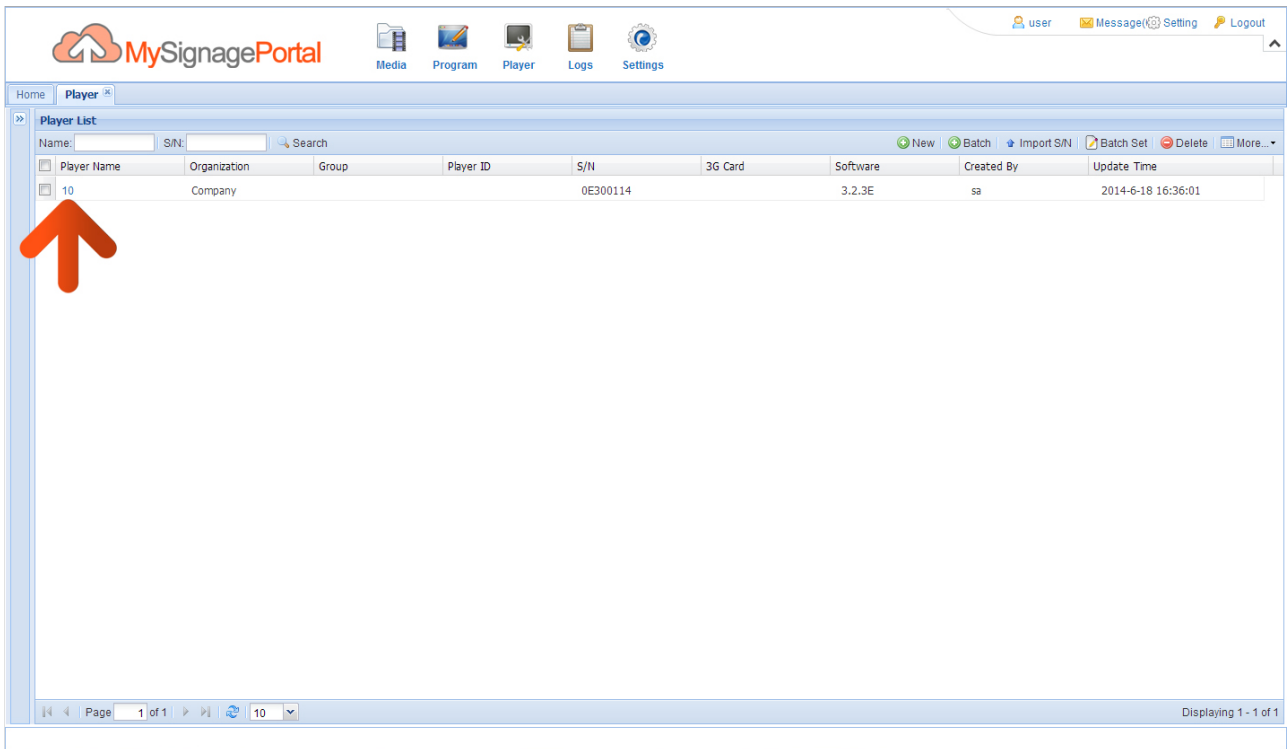 user Message( Setting Logout
MySignagePortal
Media Program Player Logs Settings
Home Player
Player List
Name: S/N: Search New Batch Import S/N Batch Set Delete More...
Player Name Organization Group Player ID S/N 3G Card Software Created By Update Time
10 Company 0E300114 3.2.3E sa 2014-6-18 16:36:01
Page 1 of 1 10 Displaying 1 - 1 of 1